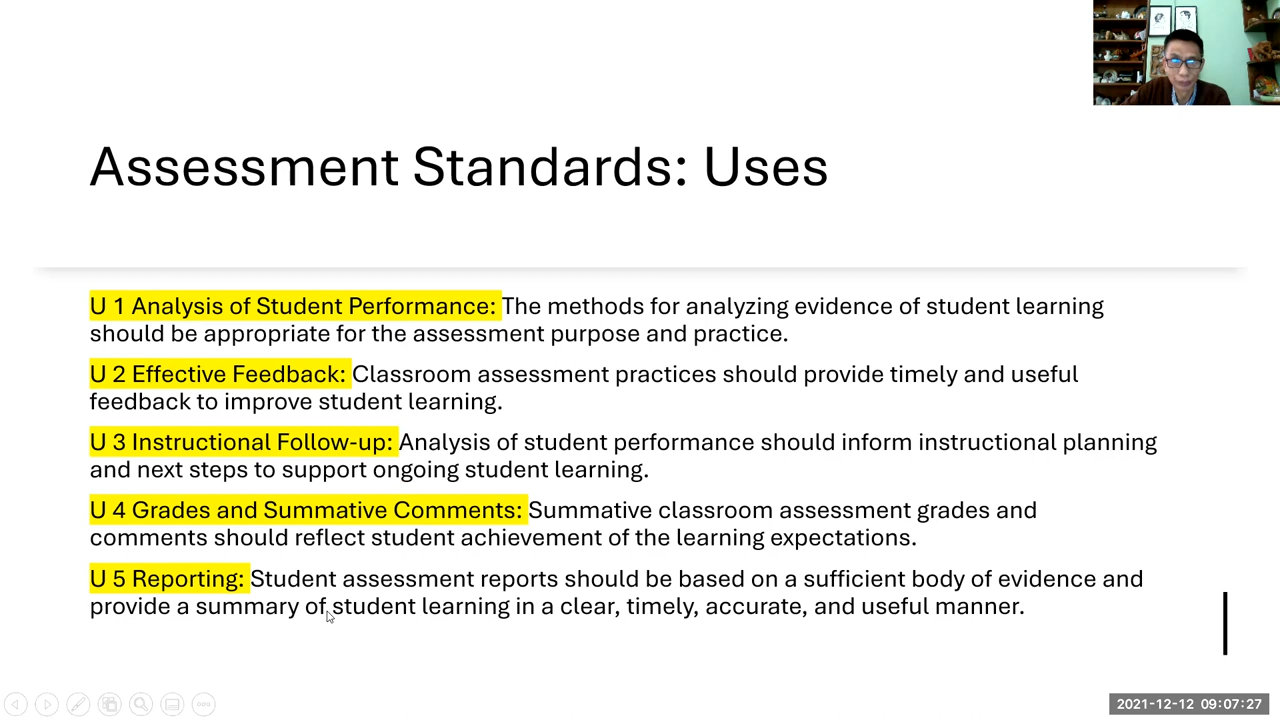 Assessment Standards: Uses
U 1 Analysis of Student Performance: The methods for analyzing evidence of student learning
should be appropriate for the assessment purpose and practice.
U 2 Effective Feedback: Classroom assessment practices should provide timely and useful
feedback to improve student learning.
U 3 Instructional Follow-up: Analysis of student performance should inform instructional planning
and next steps to support ongoing student learning.
U 4 Grades and Summative Comments: Summative classroom assessment grades and
comments should reflect student achievement of the learning expectations.
U 5 Reporting: Student assessment reports should be based on a sufficient body of evidence and
provide a summary of student learning in a clear, timely, accurate, and useful manner.
2021-12-12 09:07:27